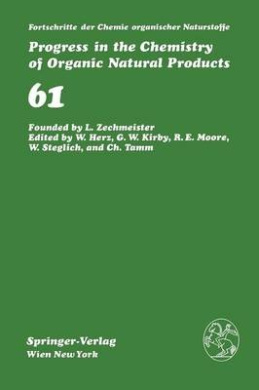 Fortschritte der Chemie organischer Naturstoffe
Progress in the Chemistry
of Organic Natural Products
61
Founded by L. Zechmeister
Edited by W. Herz, G. W. Kirby, R. E. Moore,
W. Steglich, and Ch. Tamm
Springer-Verlag
Wien New York